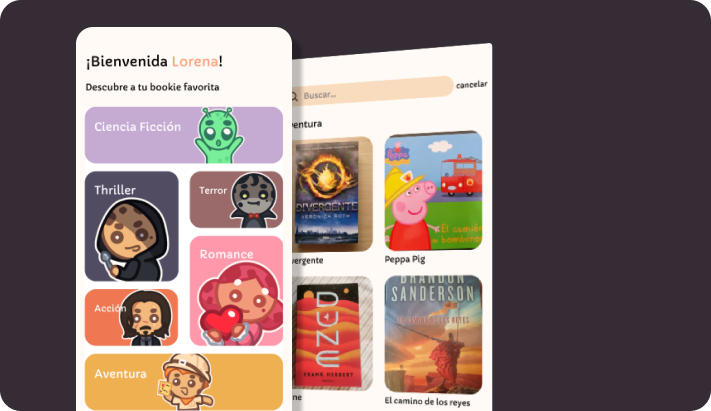 ¡Bienvenida Lorena!
Descubre a tu bookie favorita
Ciencia Ficción
Thriller
Terror
Romance
Acción
Aventura
Buscar...
cancelar
ventura
DIVERGENTE
VERONICA ROTH
vergente
Peppa
El camión
bomberos
Peppa Pig
DUNE
FRANK HERBERT
ne
BRANDON
SANDERSON
EL CAMINO DE LOS REYES
El camino de los reyes